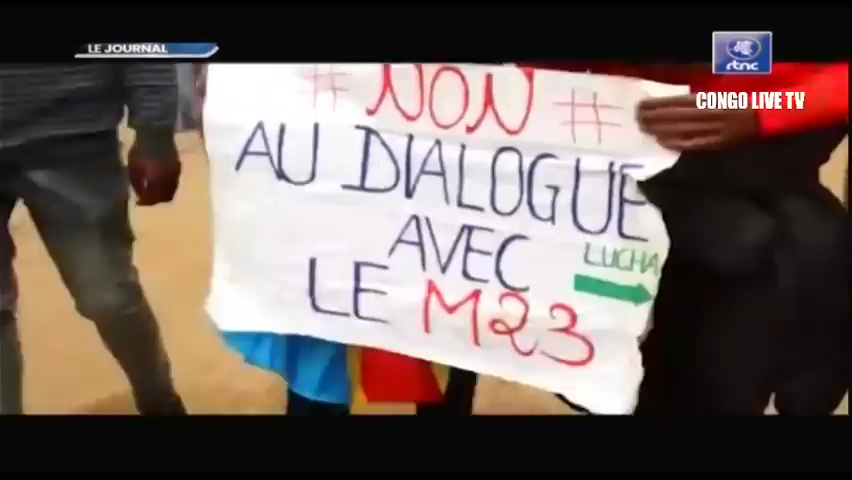 LE JOURNAL
rtnc
CONGO LIVE TV
# NON #
AU DIALOGUE
AVEC
LUCHA
LE M23